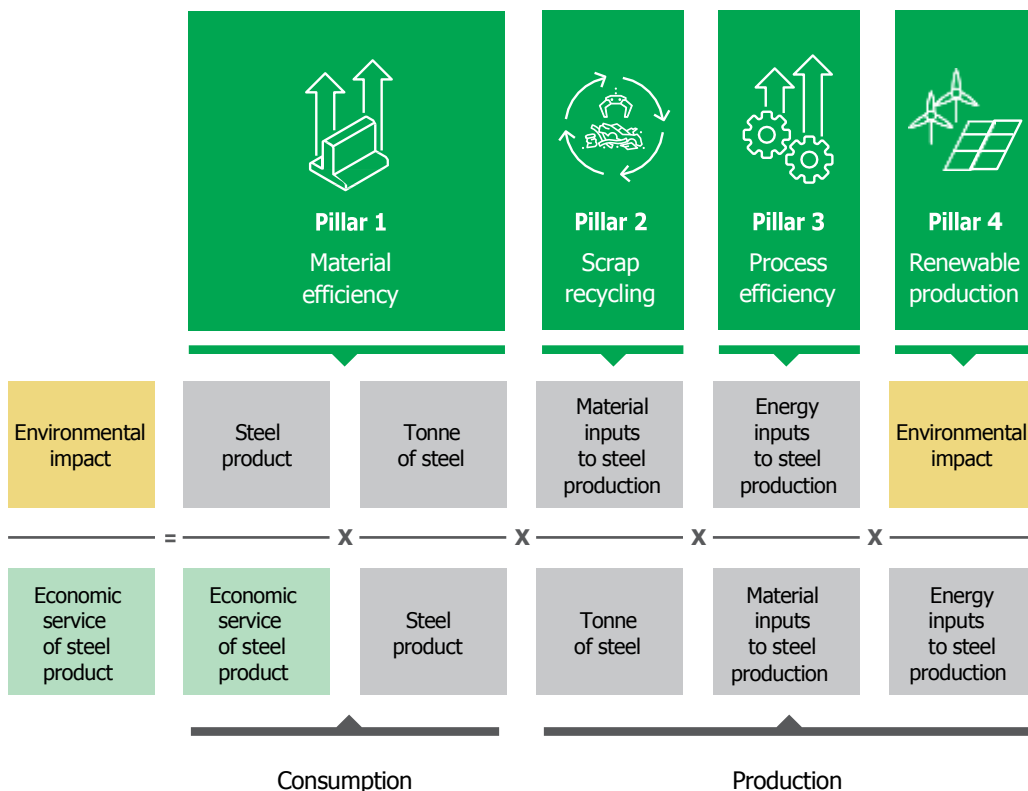 Pillar 1
Material
efficiency
Pillar 2
Scrap
recycling
Pillar 3
Process
efficiency
Pillar 4
Renewable
production
Environmental
impact
Steel
product
Tonne
of steel
Material
inputs
to steel
production
Energy
inputs
to steel
production
Environmental
impact
= X X X X
Economic
service
of steel
product
Economic
service
of steel
product
Steel
product
Tonne
of steel
Material
inputs
to steel
production
Energy
inputs
to steel
production
Consumption
Production